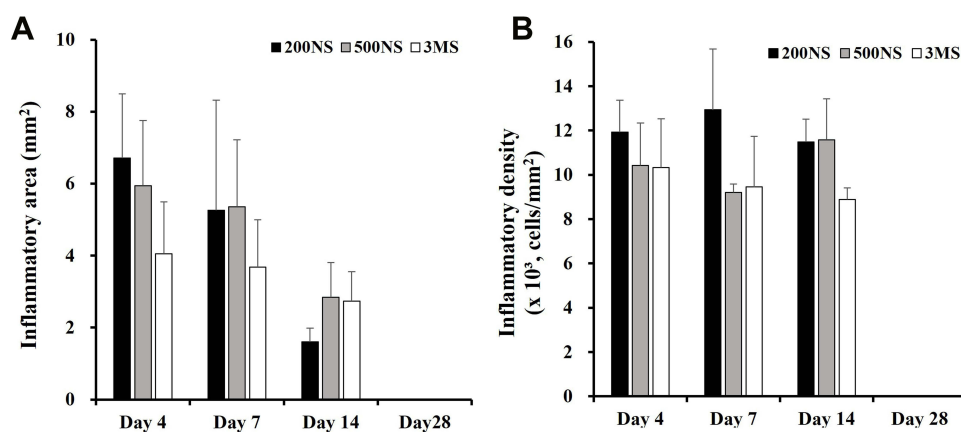 A
Inflammatory area (mm²)
10
8
6
4
2
0
200NS 500NS 3MS
Day 4 Day 7 Day 14 Day28
B
Inflammatory density
(x 10³, cells/mm²)
16
14
12
10
8
6
4
2
0
200NS 500NS 3MS
Day 4 Day 7 Day 14 Day 28